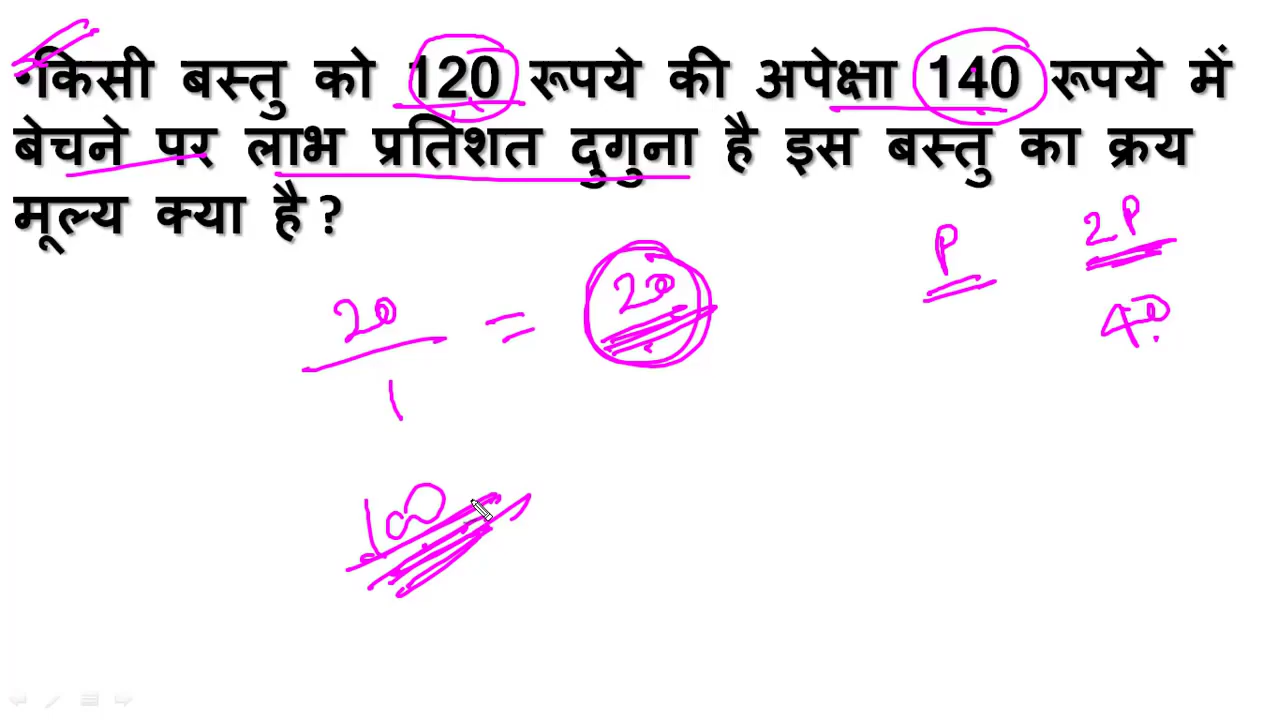 •किसी बस्तु को 120 रूपये की अपेक्षा 140 रूपये में
बेचने पर लाभ प्रतिशत दुगुना है इस बस्तु का क्रय
मूल्य क्या है ?
P 2P
20 = 20 40
1
100